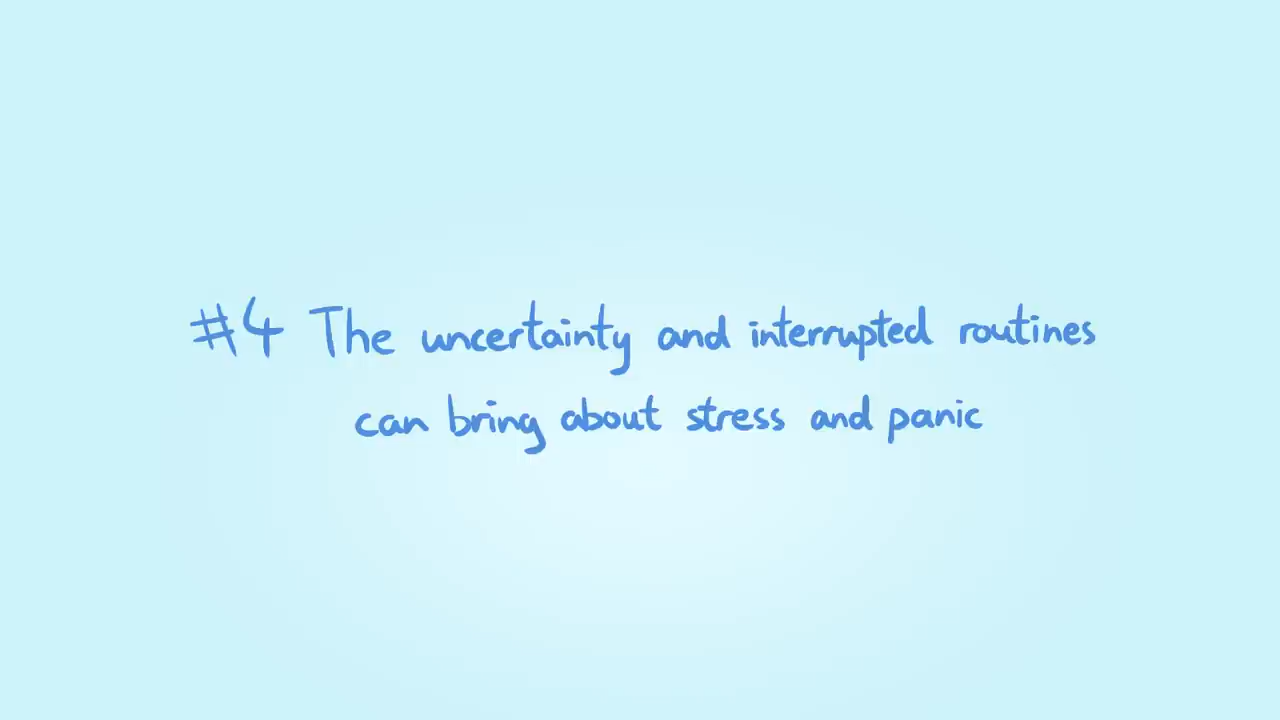 #4 The uncertainty and interrupted routines
can bring about stress and panic